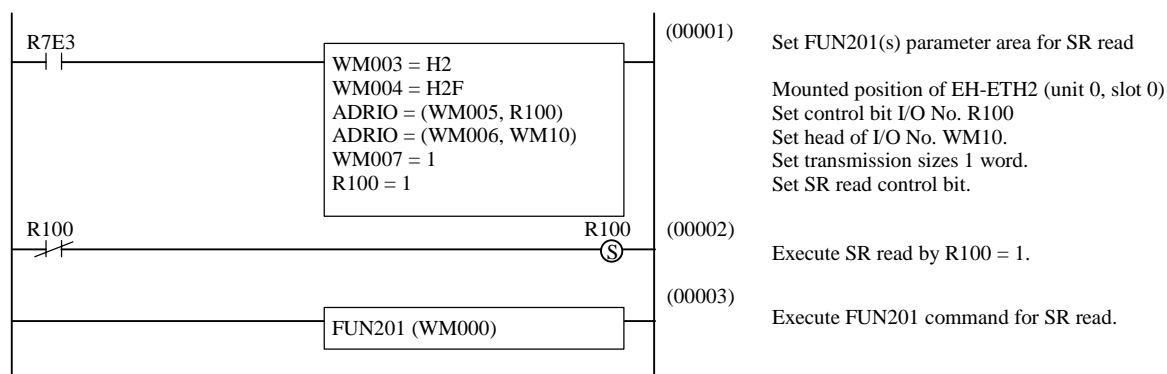 R7E3
(00001)
Set FUN201(s) parameter area for SR read
WM003 = H2
WM004 = H2F
Mounted position of EH-ETH2 (unit 0, slot 0)
ADRIO = (WM005, R100)
Set control bit I/O No. R100
ADRIO = (WM006, WM10)
Set head of I/O No. WM10.
WM007 = 1
Set transmission sizes 1 word.
R100 = 1
Set SR read control bit.
R100
R100
(00002)
S
Execute SR read by R100 = 1.
(00003)
FUN201 (WM000)
Execute FUN201 command for SR read.